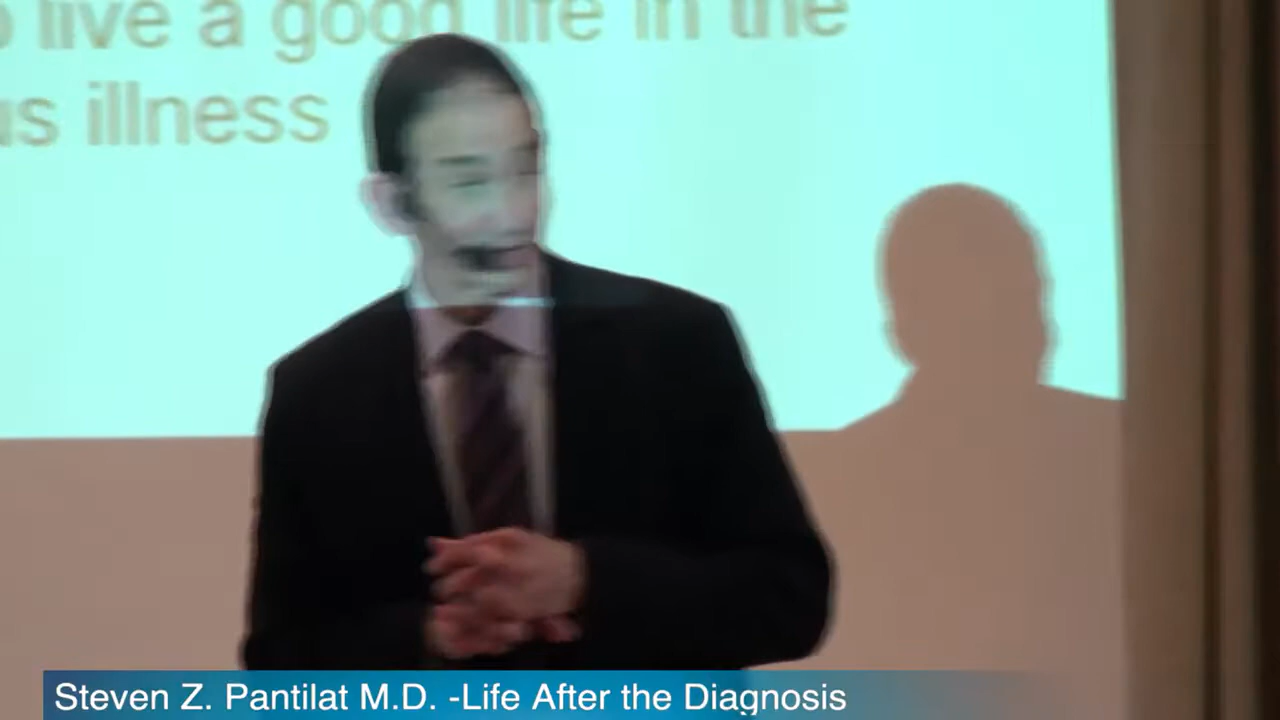 live a good life in the
illness
Steven Z. Pantilat M.D. -Life After the Diagnosis